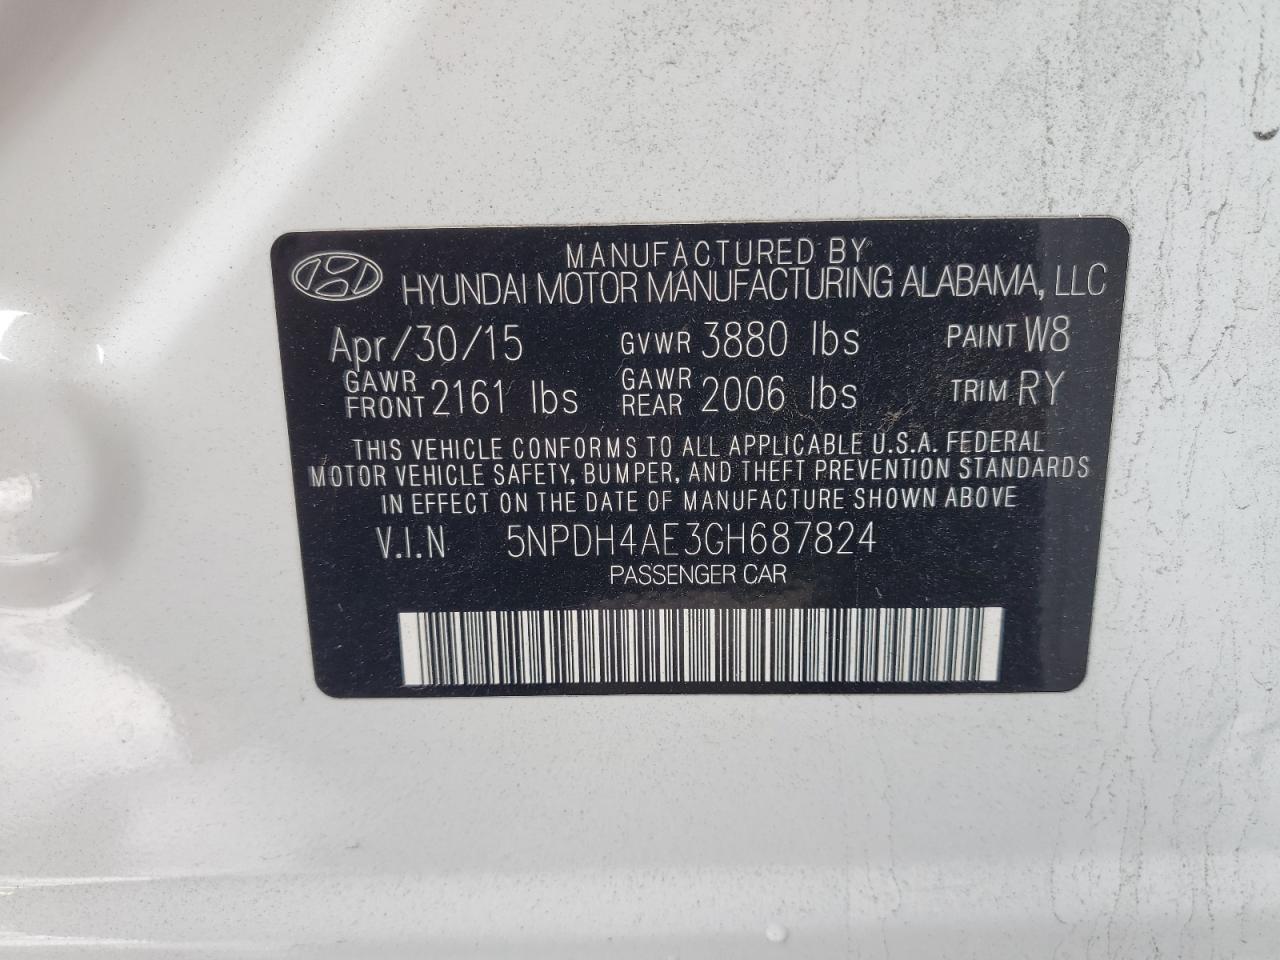 MANUFACTURED BY
HYUNDAI MOTOR MANUFACTURING ALABAMA, LLC
Apr/30/15 GVWR 3880 lbs PAINT W8
GAWR FRONT 2161 lbs GAWR REAR 2006 lbs TRIM RY
THIS VEHICLE CONFORMS TO ALL APPLICABLE U.S.A. FEDERAL
MOTOR VEHICLE SAFETY, BUMPER, AND THEFT PREVENTION STANDARDS
IN EFFECT ON THE DATE OF MANUFACTURE SHOWN ABOVE
V.I.N 5NPDH4AE3GH687824
PASSENGER CAR